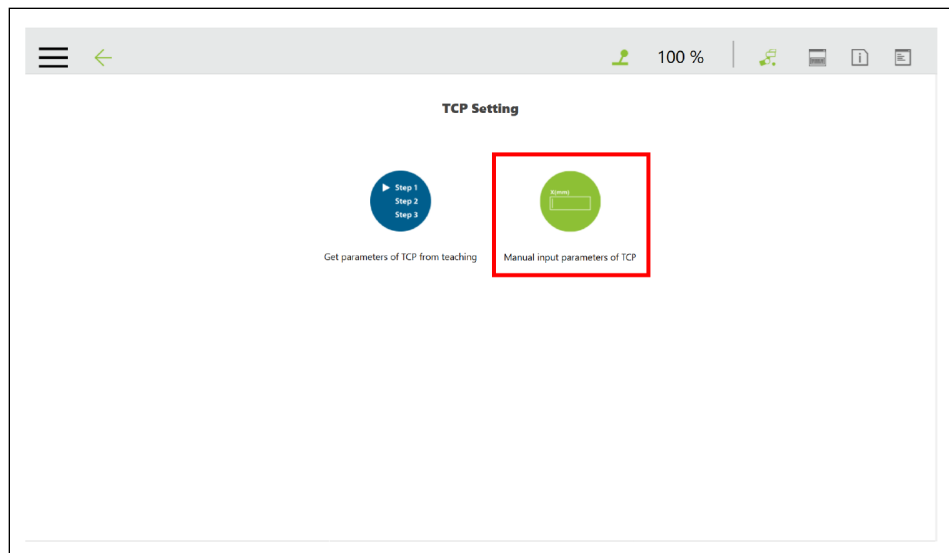 100 %
TCP Setting
Step 1
Step 2
Step 3
X(mm)
Get parameters of TCP from teaching
Manual input parameters of TCP